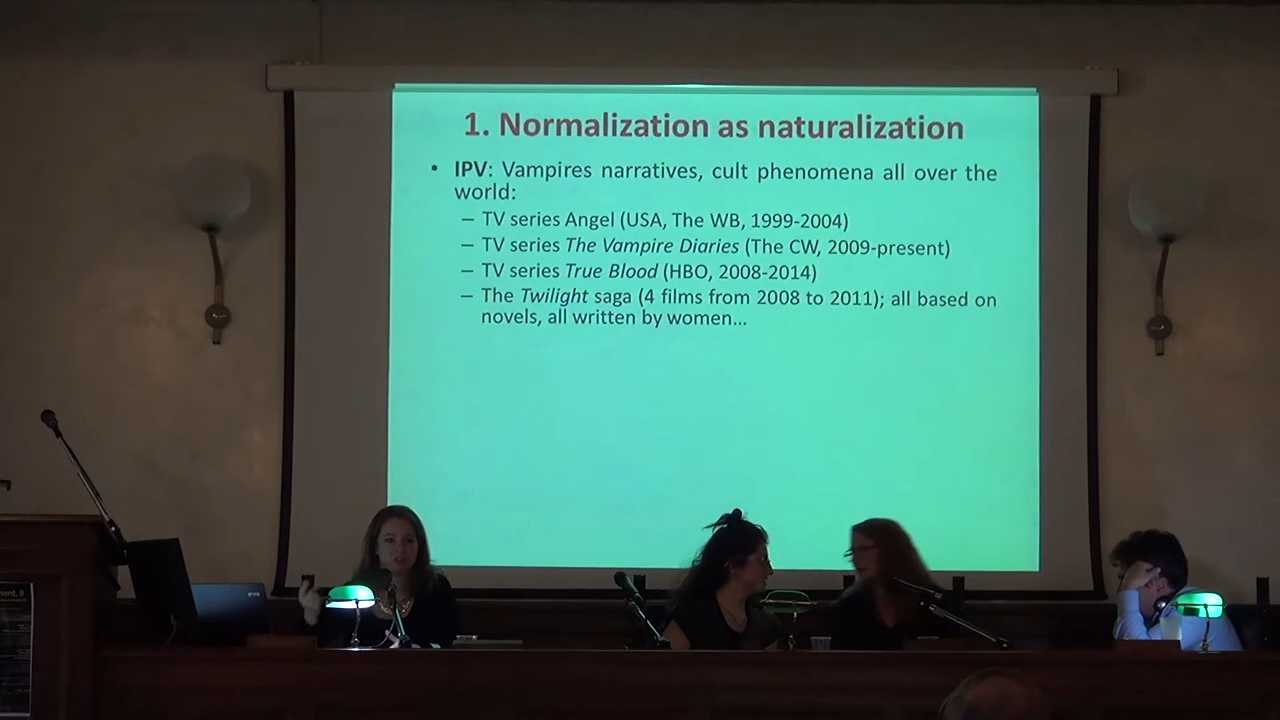 1. Normalization as naturalization
• IPV: Vampires narratives, cult phenomena all over the
world:
– TV series Angel (USA, The WB, 1999-2004)
– TV series The Vampire Diaries (The CW, 2009-present)
– TV series True Blood (HBO, 2008-2014)
– The Twilight saga (4 films from 2008 to 2011); all based on
novels, all written by women...